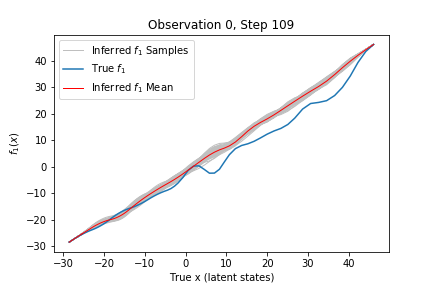 Observation 0, Step 109
Inferred f₁ Samples
True f₁
Inferred f₁ Mean
f₁(x)
40
30
20
10
0
−10
−20
−30
−30 −20 −10 0 10 20 30 40
True x (latent states)